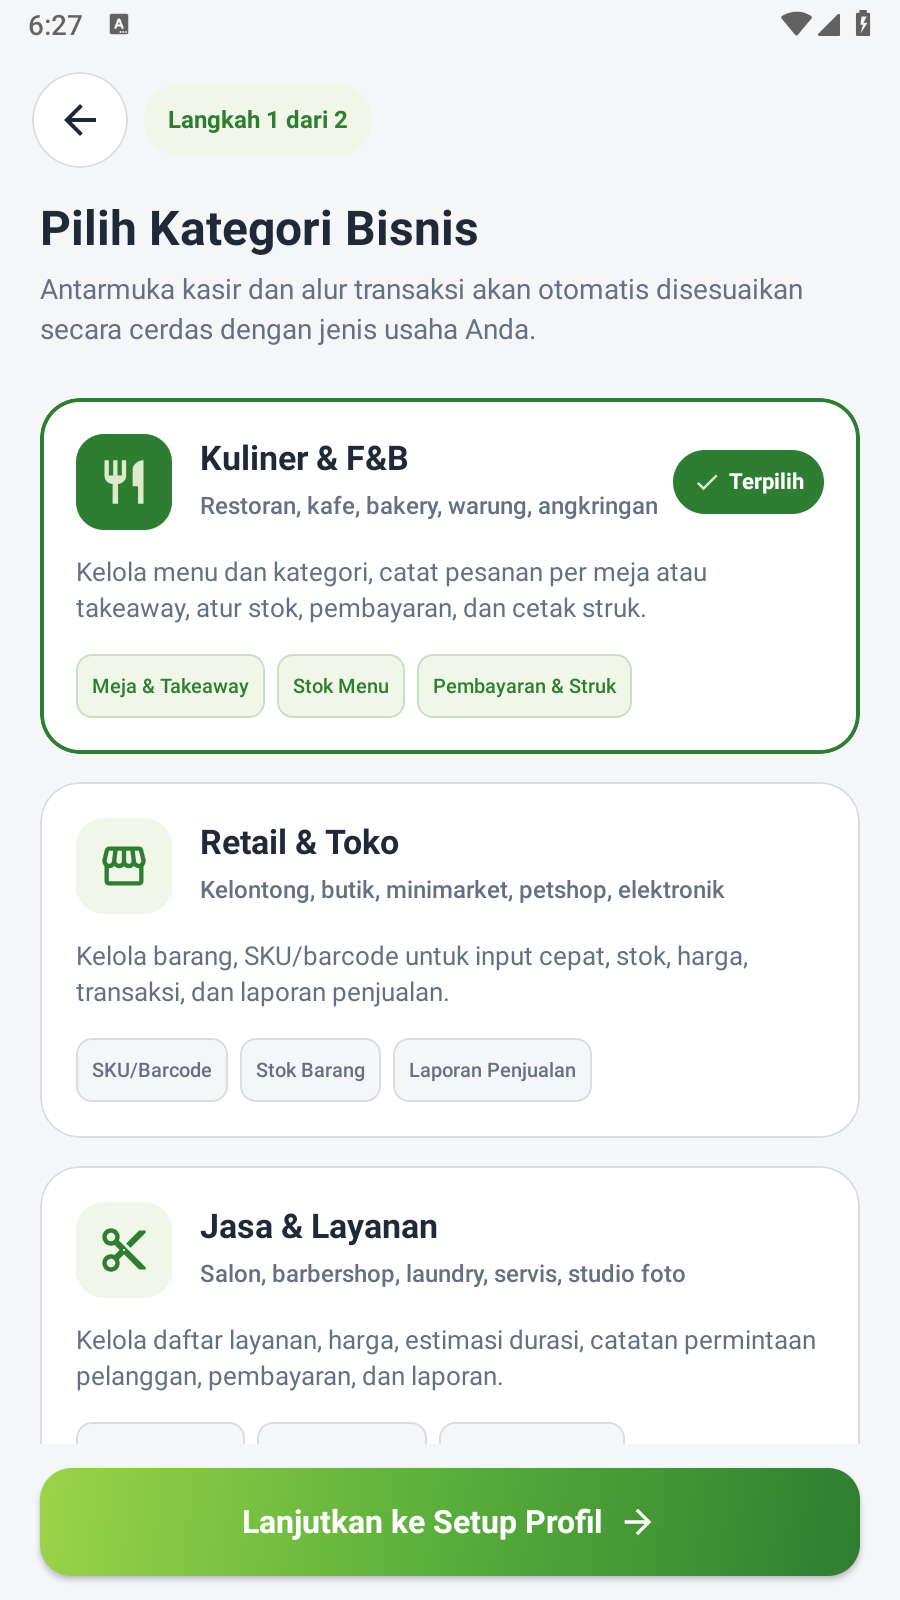 6:27
Langkah 1 dari 2
Pilih Kategori Bisnis
Antarmuka kasir dan alur transaksi akan otomatis disesuaikan
secara cerdas dengan jenis usaha Anda.
Kuliner & F&B
Restoran, kafe, bakery, warung, angkringan
Terpilih
Kelola menu dan kategori, catat pesanan per meja atau
takeaway, atur stok, pembayaran, dan cetak struk.
Meja & Takeaway
Stok Menu
Pembayaran & Struk
Retail & Toko
Kelontong, butik, minimarket, petshop, elektronik
Kelola barang, SKU/barcode untuk input cepat, stok, harga,
transaksi, dan laporan penjualan.
SKU/Barcode
Stok Barang
Laporan Penjualan
Jasa & Layanan
Salon, barbershop, laundry, servis, studio foto
Kelola daftar layanan, harga, estimasi durasi, catatan permintaan
pelanggan, pembayaran, dan laporan.
Lanjutkan ke Setup Profil